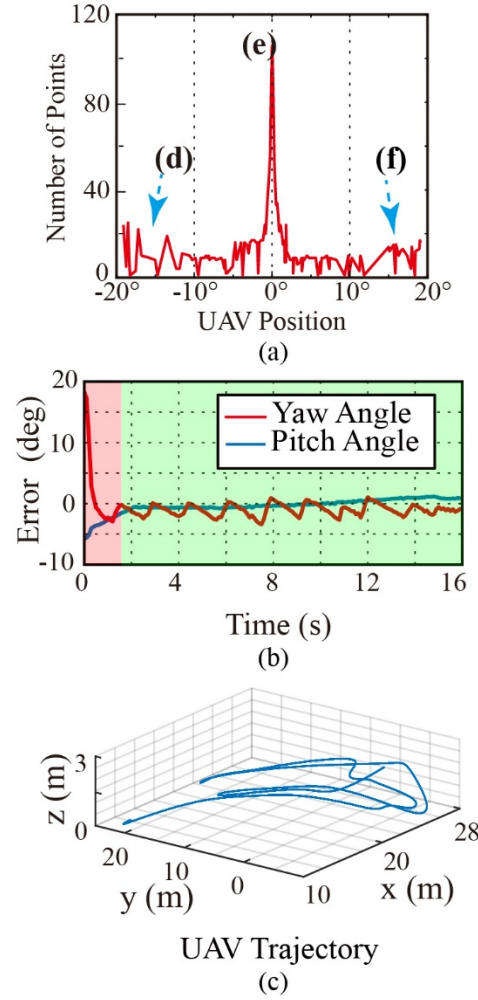 120
(e)
80
(d)
(f)
40
0
-20° -10° 0° 10° 20°
Number of Points
UAV Position
(a)
20
Yaw Angle
Pitch Angle
10
0
-10
0 4 8 12 16
Error (deg)
Time (s)
(b)
3
0
z (m)
20 10 0
y (m)
10 20 28
x (m)
UAV Trajectory
(c)